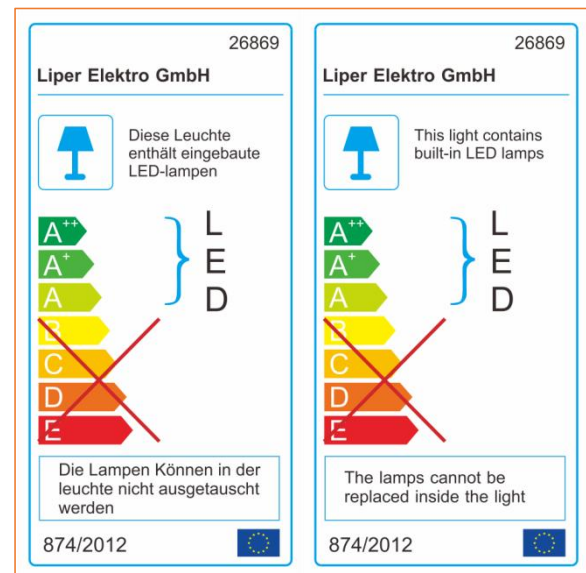 26869
Liper Elektro GmbH
Diese Leuchte
enthält eingebaute
LED-lampen
A++
A+
A
B
C
D
E
L
E
D
Die Lampen Können in der
leuchte nicht ausgetauscht
werden
874/2012
26869
Liper Elektro GmbH
This light contains
built-in LED lamps
A++
A+
A
B
C
D
E
L
E
D
The lamps cannot be
replaced inside the light
874/2012